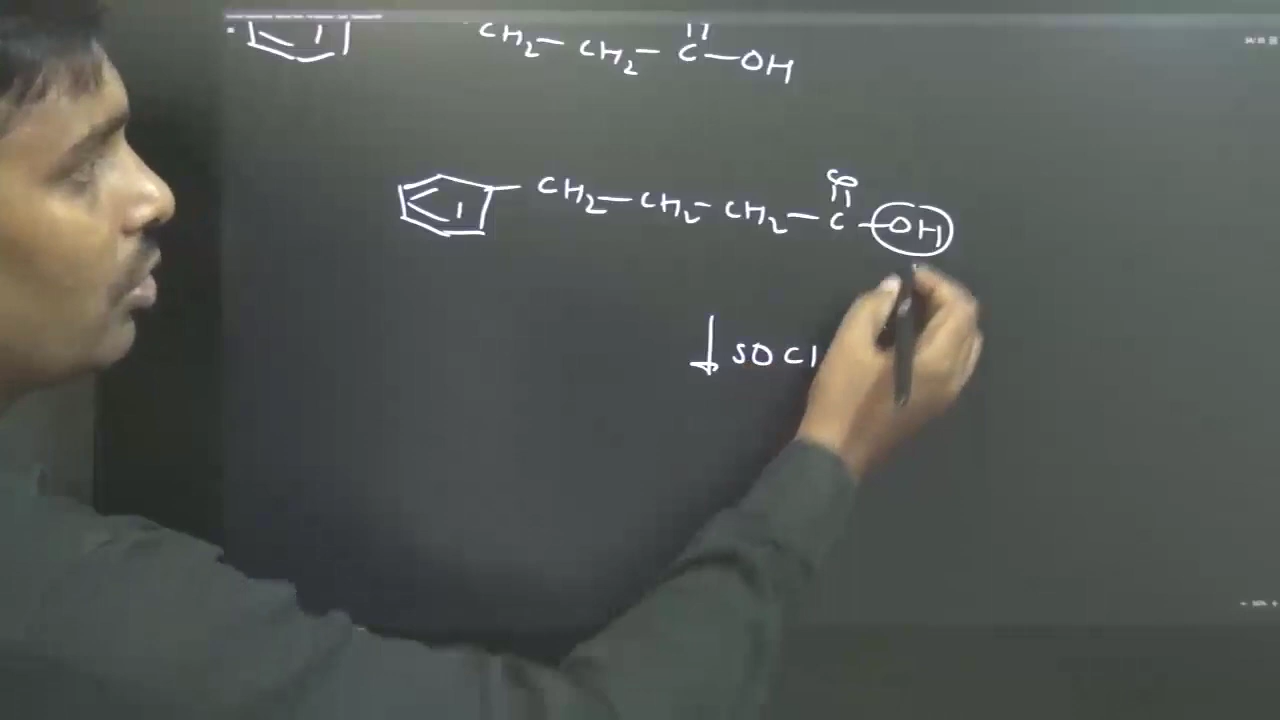 CH2 – CH2 – C – OH
O
CH2 – CH2 – CH2 – C – OH
SOCl